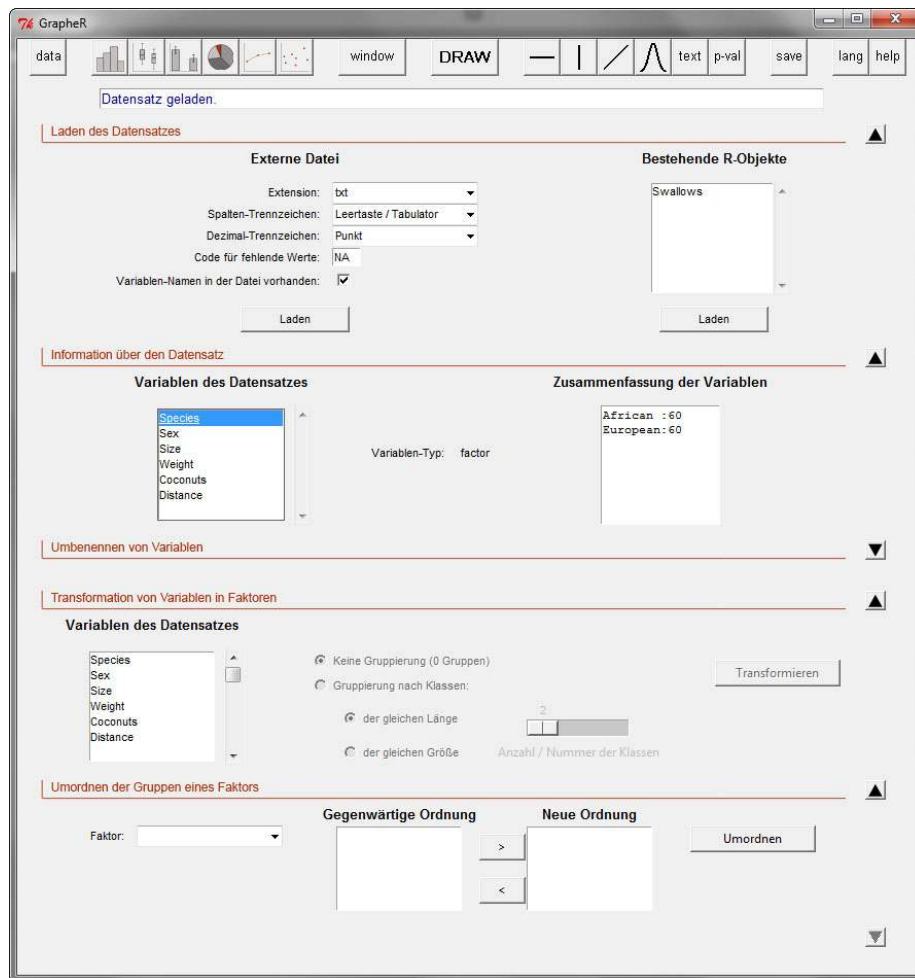 GrapheR
data window DRAW text p-val save lang help
Datensatz geladen.
Laden des Datensatzes
Externe Datei
Bestehende R-Objekte
Extension: txt
Swallows
Spalten-Trennzeichen: Leertaste / Tabulator
Dezimal-Trennzeichen: Punkt
Code für fehlende Werte: NA
Variablen-Namen in der Datei vorhanden:
Laden
Laden
Information über den Datensatz
Variablen des Datensatzes
Zusammenfassung der Variablen
Species
Sex
Size
Weight
Coconuts
Distance
Variablen-Typ: factor
African :60
European:60
Umbenennen von Variablen
Transformation von Variablen in Faktoren
Variablen des Datensatzes
Species
Sex
Size
Weight
Coconuts
Distance
Keine Gruppierung (0 Gruppen)
Gruppierung nach Klassen:
der gleichen Länge
der gleichen Größe
2
Anzahl / Nummer der Klassen
Transformieren
Umordnen der Gruppen eines Faktors
Gegenwärtige Ordnung
Neue Ordnung
Faktor:
>
<
Umordnen